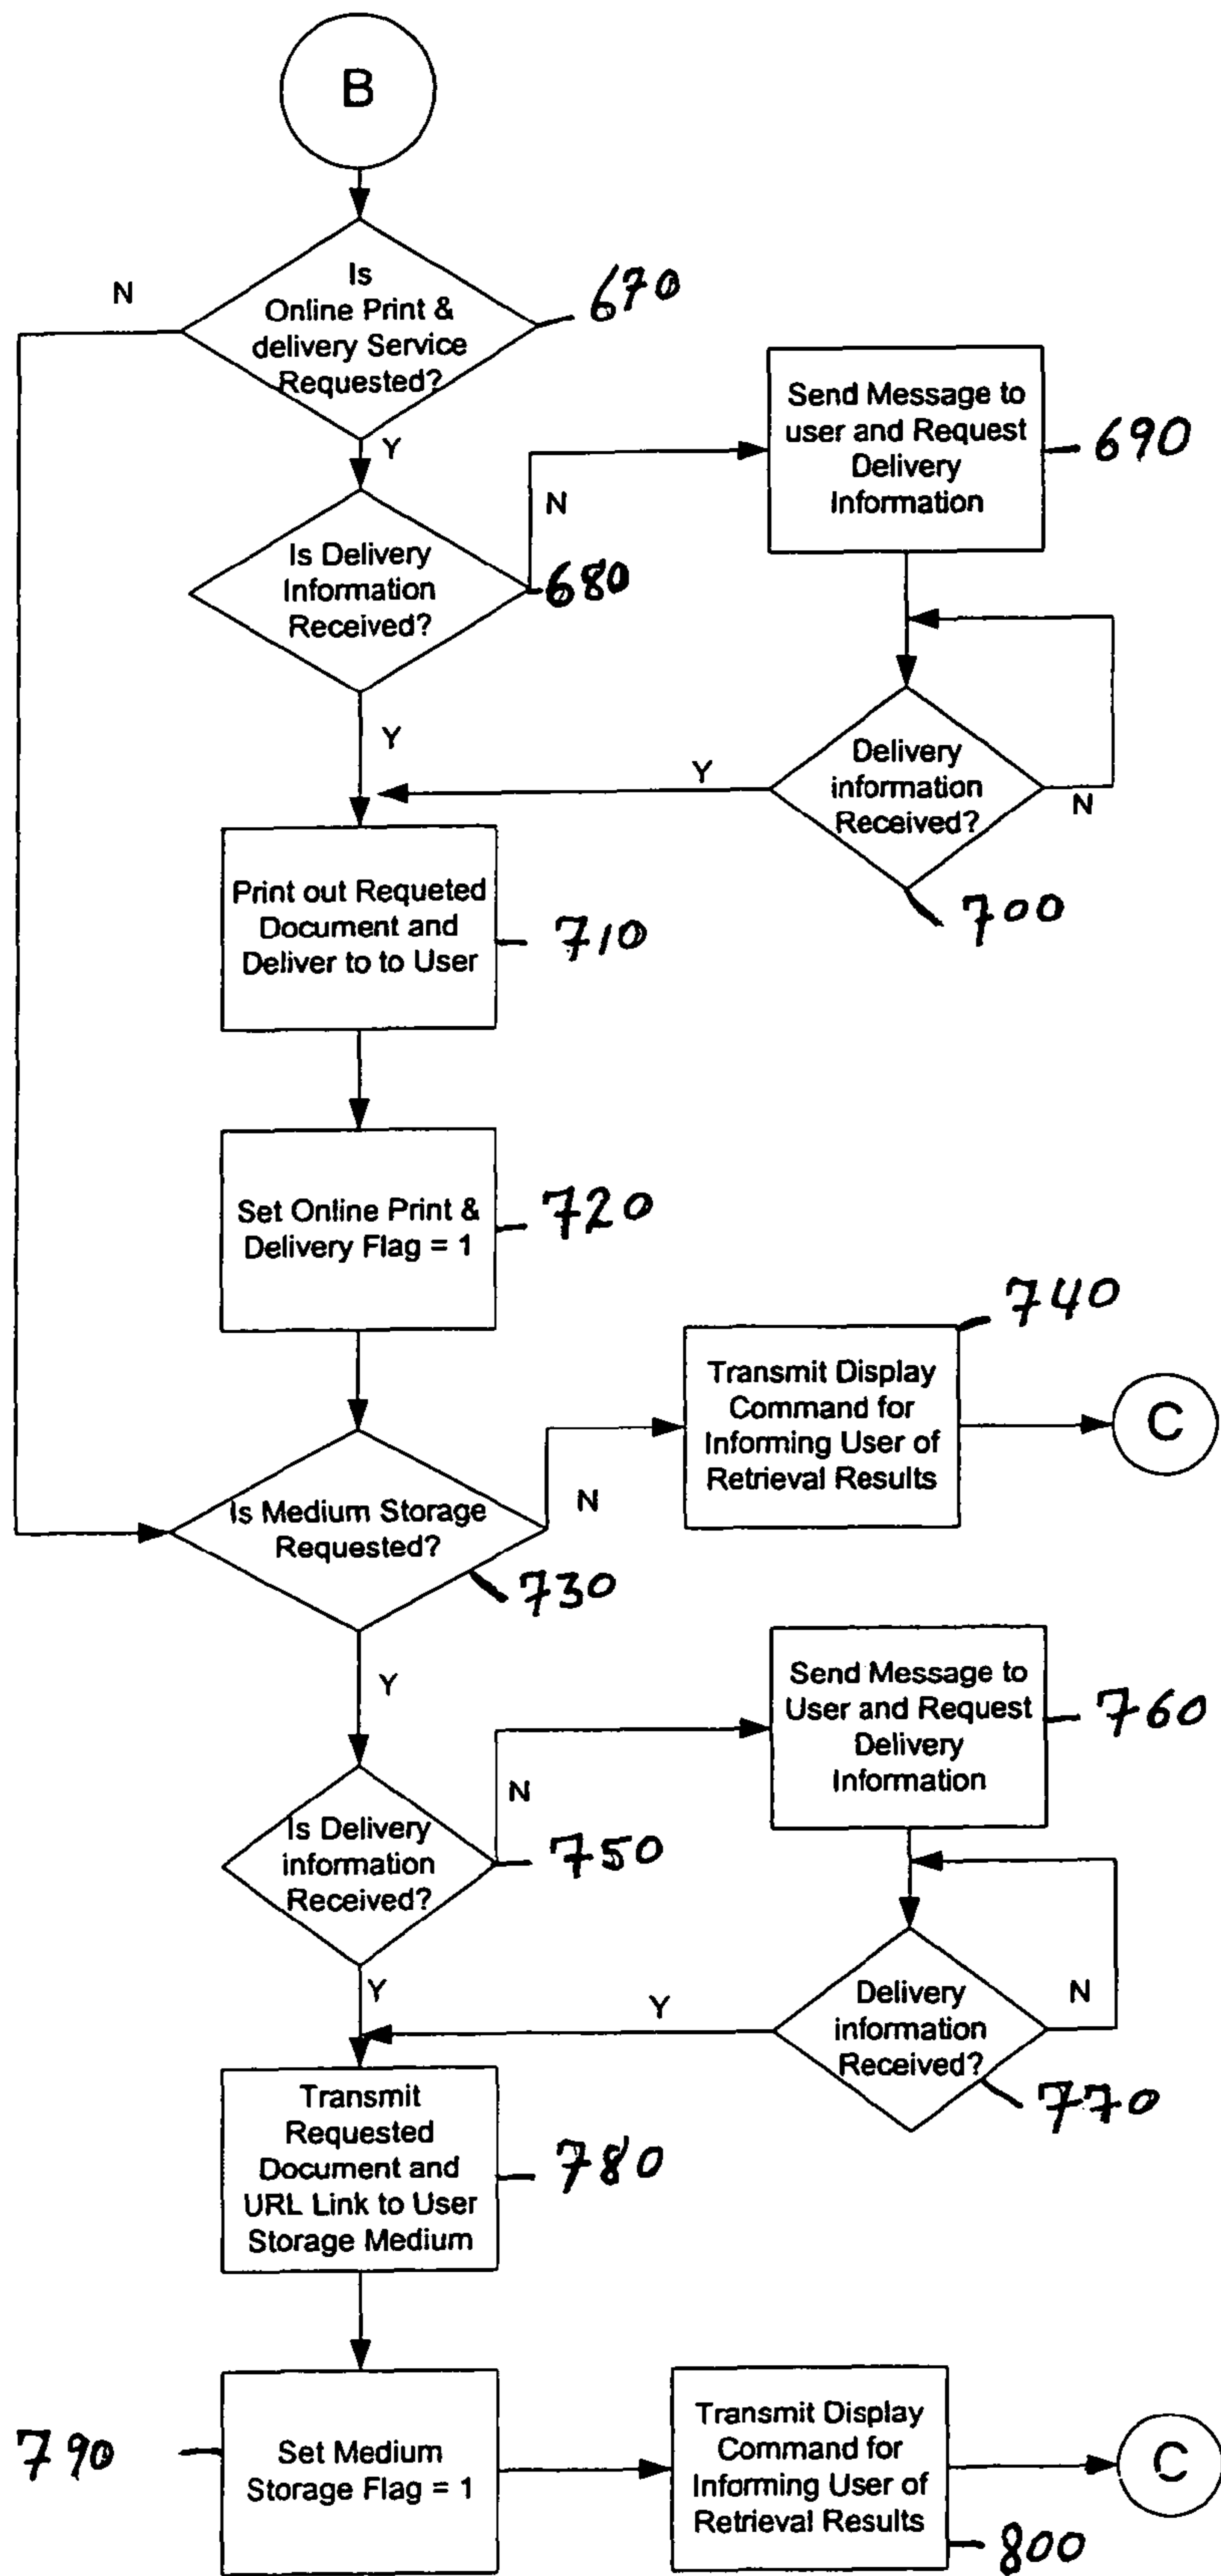 B
Is
Online Print &
delivery Service
Requested?
N
670
Y
Send Message to
user and Request
Delivery
Information
690
N
Is Delivery
Information
Received?
680
Y
Delivery
information
Received?
Y
N
700
Print out Requeted
Document and
Deliver to to User
710
Set Online Print &
Delivery Flag = 1
720
740
Transmit Display
Command for
Informing User of
Retrieval Results
C
Is Medium Storage
Requested?
N
730
Y
Send Message to
User and Request
Delivery
Information
760
N
Is Delivery
information
Received?
750
Y
Delivery
information
Received?
Y
N
770
Transmit
Requested
Document and
URL Link to User
Storage Medium
780
790
Set Medium
Storage Flag = 1
Transmit Display
Command for
Informing User of
Retrieval Results
C
800